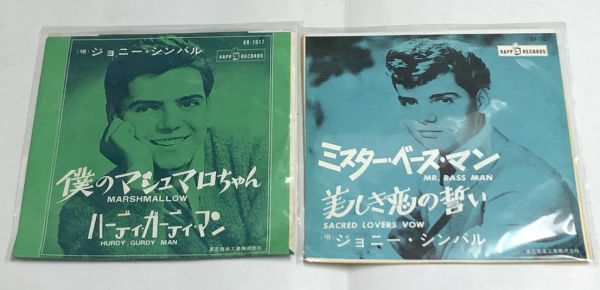 KR-1017
KAPP RECORDS
(唄) ジョニー・シンバル
僕のマシュマロちゃん
MARSHMALLOW
ハーディ・ガーディ・マン
HURDY GURDY MAN
KAPP RECORDS
ミスター・ベース・マン
MR. BASS MAN
美しき恋の誓い
SACRED LOVERS VOW
(唄) ジョニー・シンバル